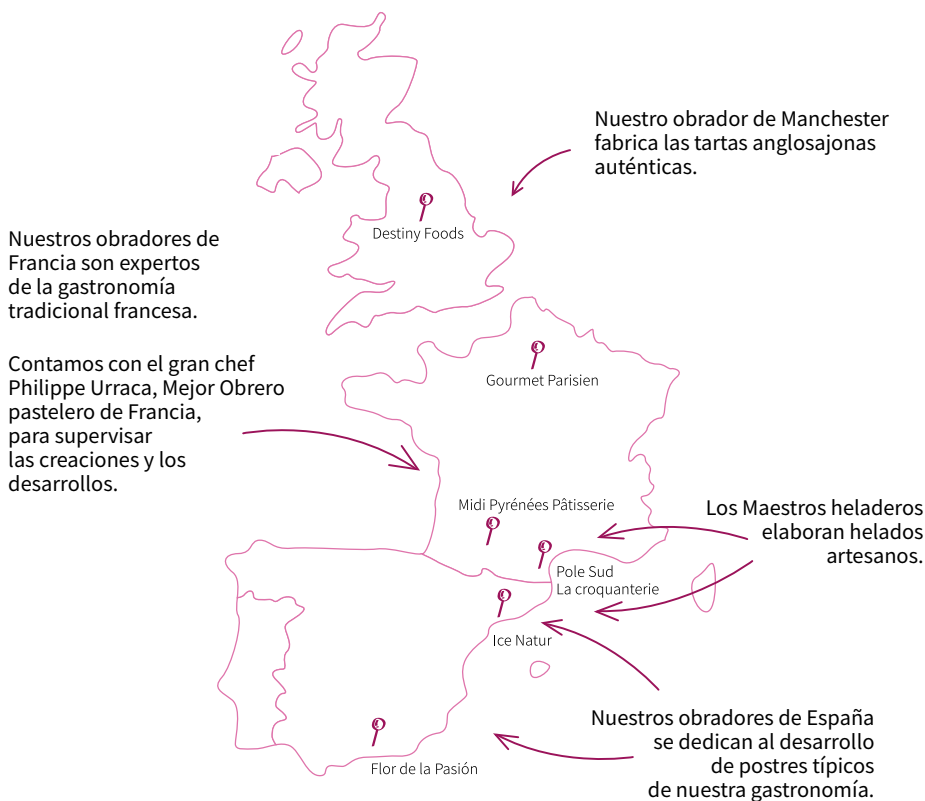 Nuestro obrador de Manchester
fabrica las tartas anglosajonas
auténticas.
Destiny Foods
Nuestros obradores de
Francia son expertos
de la gastronomía
tradicional francesa.
Contamos con el gran chef
Philippe Urraca, Mejor Obrero
pastelero de Francia,
para supervisar
las creaciones y los
desarrollos.
Gourmet Parisien
Midi Pyrénées Pâtisserie
Los Maestros heladeros
elaboran helados
artesanos.
Pole Sud
La croquanterie
Ice Natur
Nuestros obradores de España
se dedican al desarrollo
de postres típicos
de nuestra gastronomía.
Flor de la Pasión